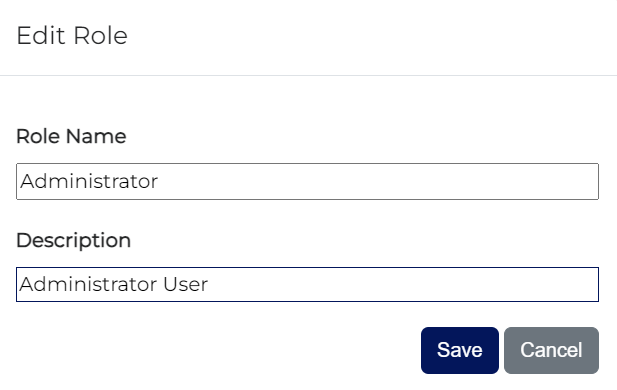 Edit Role
Role Name
Administrator
Description
Administrator User
Save Cancel